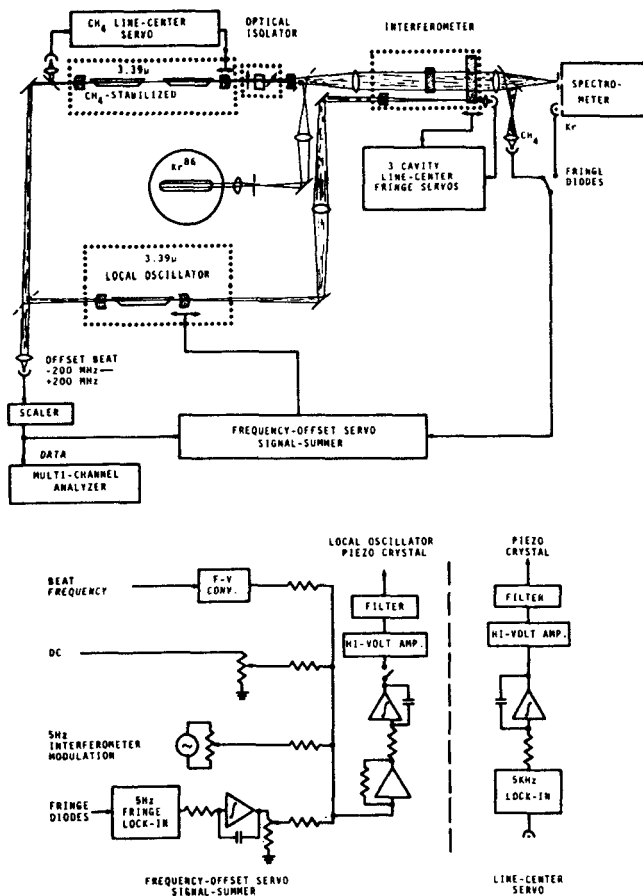 CH4 LINE-CENTER
SERVO
OPTICAL
ISOLATOR
INTERFEROMETER
3.39μ
CH4-STABILIZED
SPECTRO-
METER
CH4
Kr
Kr86
3 CAVITY
LINE-CENTER
FRINGE SERVOS
FRINGE
DIODES
3.39μ
LOCAL OSCILLATOR
OFFSET BEAT
-200 MHz—
+200 MHz
SCALER
FREQUENCY-OFFSET SERVO
SIGNAL-SUMMER
DATA
MULTI-CHANNEL
ANALYZER
LOCAL OSCILLATOR
PIEZO CRYSTAL
PIEZO
CRYSTAL
BEAT
FREQUENCY
F-V
CONV.
FILTER
FILTER
HI-VOLT AMP.
HI-VOLT AMP.
DC
5Hz
INTERFEROMETER
MODULATION
FRINGE
DIODES
5Hz
FRINGE
LOCK-IN
5KHz
LOCK-IN
FREQUENCY-OFFSET SERVO
SIGNAL-SUMMER
LINE-CENTER
SERVO